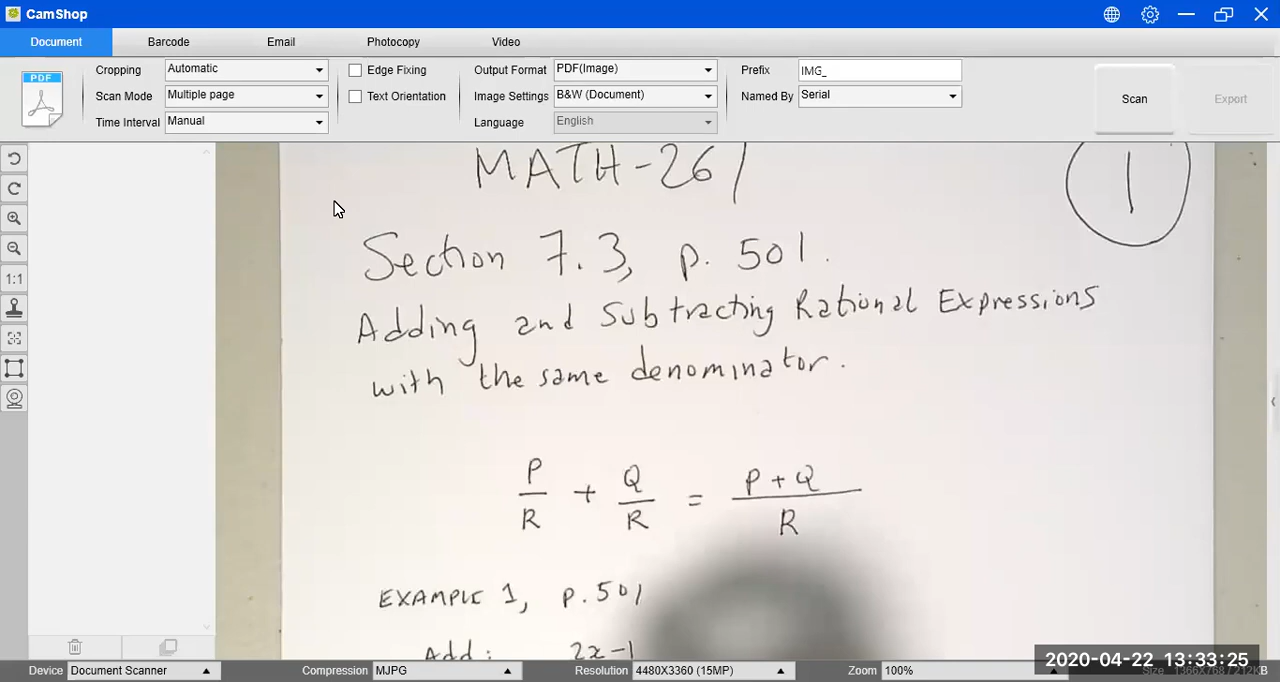 CamShop
Document Barcode Email Photocopy Video
Cropping Automatic Edge Fixing Output Format PDF(Image) Prefix IMG_
Scan Mode Multiple page Text Orientation Image Settings B&W (Document) Named By Serial
Time Interval Manual Language English
PDF
Scan Export
1:1
MATH-261
1
Section 7.3, p. 501.
Adding and Subtracting Rational Expressions
with the same denominator.
P/R + Q/R = P+Q/R
EXAMPLE 1, p. 501
Add: 2x-1
Device Document Scanner Compression MJPG Resolution 4480X3360 (15MP) Zoom 100%
2020-04-22 13:33:25